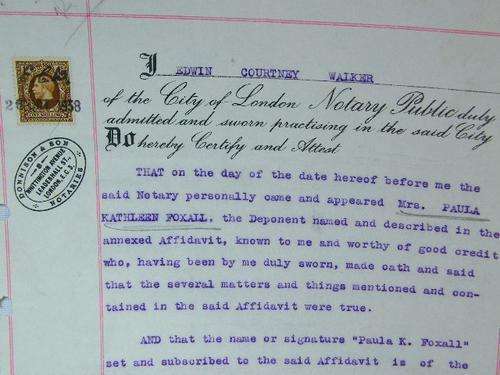 I EDWIN COURTNEY WALKER
of the City of London Notary Public duly
admitted and sworn practising in the said City
Do hereby Certify and Attest
THAT on the day of the date hereof before me the
said Notary personally came and appeared Mrs. PAULA
KATHLEEN FOXALL, the Deponent named and described in the
annexed Affidavit, known to me and worthy of good credit
who, having been by me duly sworn, made oath and said
that the several matters and things mentioned and con-
tained in the said Affidavit were true.
AND that the name or signature "Paula K. Foxall"
set and subscribed to the said Affidavit is of the
1938
DONNISON & SON
LEADENHALL ST.
LONDON, E.C.3
NOTARIES